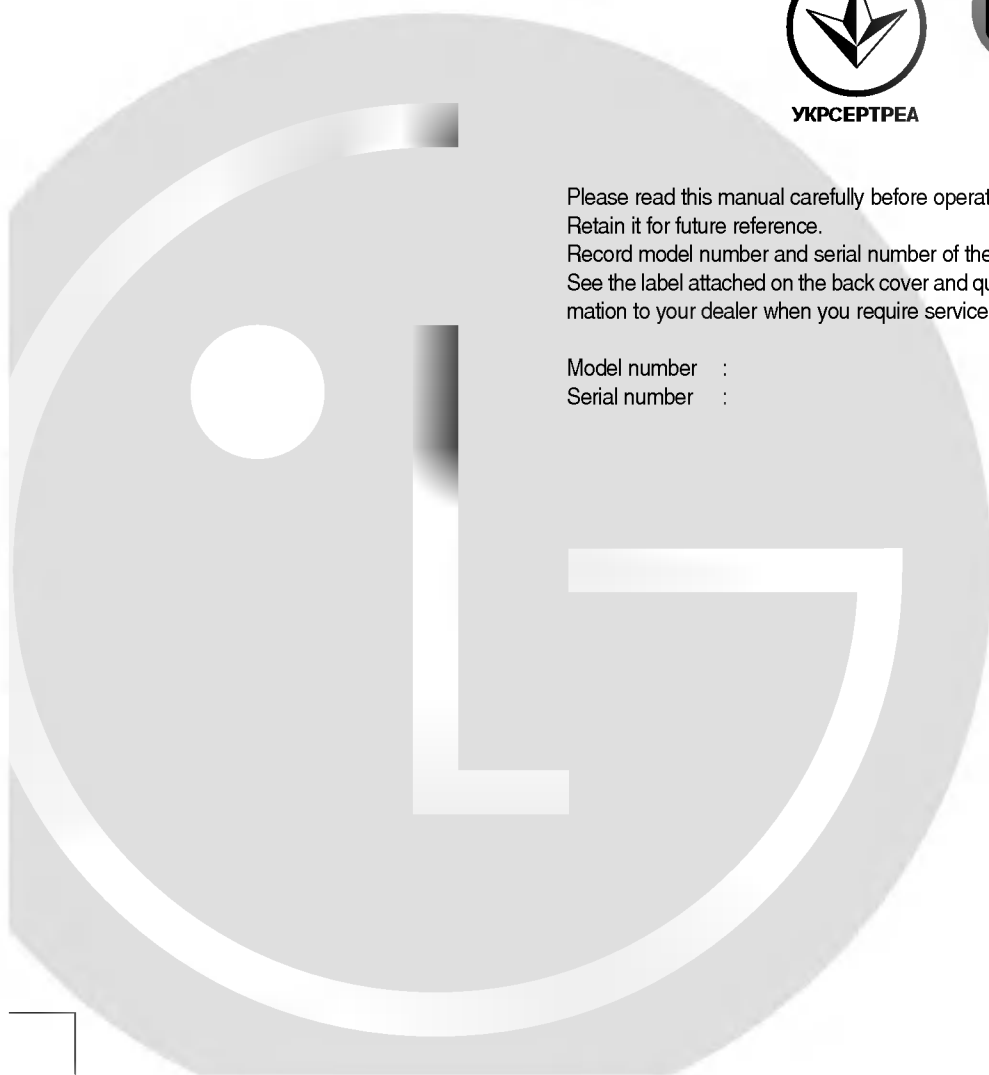 УКРСЕРТРЕА
Please read this manual carefully before operat
Retain it for future reference.
Record model number and serial number of the
See the label attached on the back cover and qu
mation to your dealer when you require service
Model number :
Serial number :